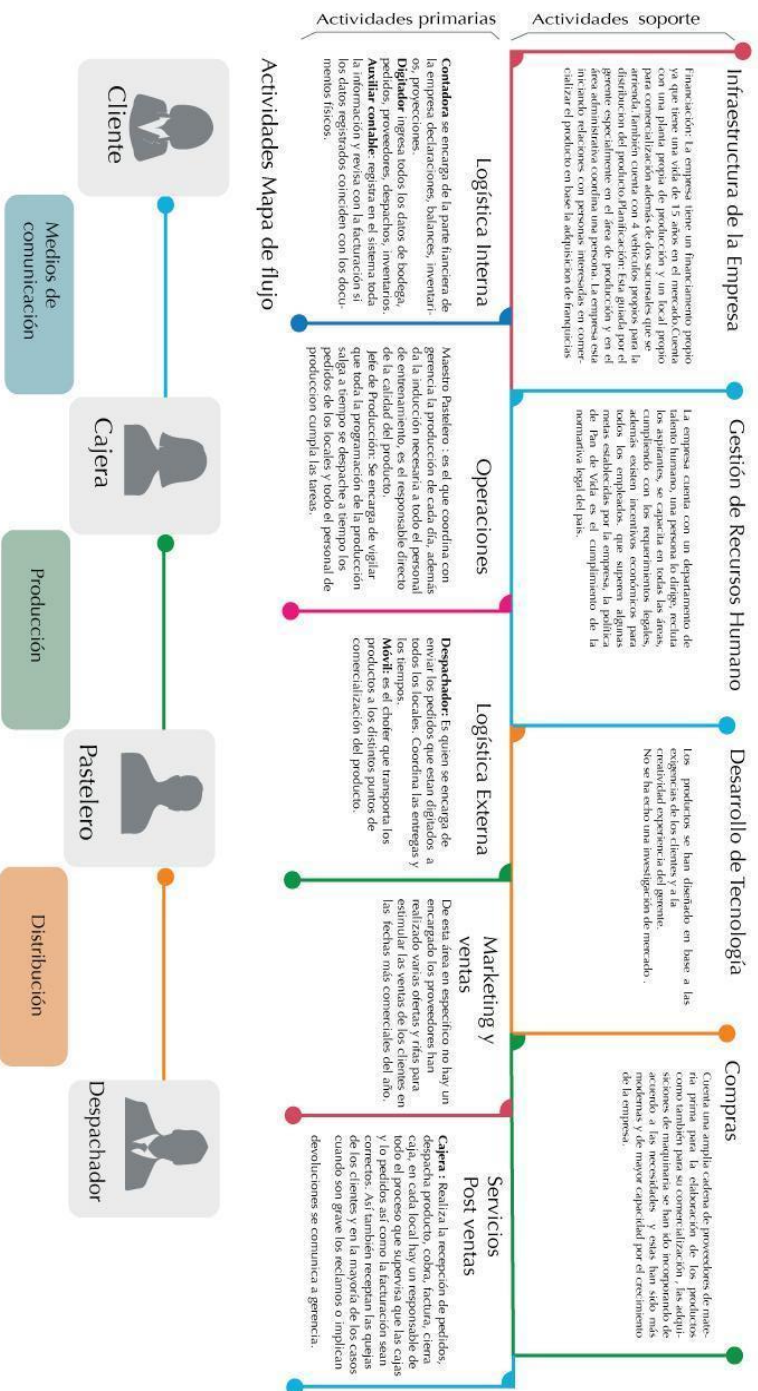 Actividades soporte
Infraestructura de la Empresa
Financiación: La empresa tiene un financiamento propio
ya que tiene una vida de 15 años en el mercado.Cuenta
con una planta propia de producción y un local propio
para comercialización además de dos sucursales que se
arrienda.También cuenta con 4 vehículos propios para la
distribucion del producto.Planificación: Esta guiada por el
gerente especialmente en el área de producción y en el
área administrativa coordina una persona. La empresa esta
iniciando relaciones con personas interesadas en comer-
cializar el producto en base la adquisicion de franquicias
Gestión de Recursos Humano
La empresa cuenta con un departamento de
talento humano, una persona lo dirige, recluta
los aspirantes, se capacita en todas las áreas,
cumpliendo con los requerimientos legales,
además existen incentivos económicos para
todos los empleados. que superen algunas
metas establecidas por la empresa, la política
de Pan de Vida es el cumplimiento de la
normartiva legal del país.
Desarrollo de Tecnología
Los productos se han diseñado en base a las
exigencias de los clientes y a la
creatividad experiencia del gerente.
No se ha echo una investigación de mercado .
Compras
Cuenta una amplia cadena de proveedores de mate-
ria prima para la elaboración de los productos
como también para su comercialización , las adqui-
siciones de maquinaria se han ido incorporando de
acuerdo a las necesidades y estas han sido más
modernas y de mayor capacidad por el crecimiento
de la empresa.
Actividades primarias
Logística Interna
Contadora se encarga de la parte fianciera de
la empresa declaraciones, balances, inventari-
os, proyecciones.
Digitador ingresa todos los datos de bodega,
pedidos, proveedores, despachos, inventarios.
Auxiliar contable: registra en el sistema toda
la información y revisa con la facturación si
los datos registrados coinciden con los docu-
mentos físicos.
Operaciones
Maestro Pastelero : es el que coordina con
gerencia la producción de cada día, además
da la inducción necesaria a todo el personal
de entrenamiento, es el responsable directo
de la calidad del producto.
Jefe de Producción: Se encarga de vigilar
que toda la programación de la producción
salga a tiempo se despache a tiempo los
pedidos de los locales y todo el personal de
produccion cumpla las tareas.
Logística Externa
Despachador: Es quien se encarga de
enviar los pedidos que estan digitados a
todos los locales. Coordina las entregas y
los tiempos.
Móvil: es el chofer que transporta los
productos a los distintos puntos de
comercialización del producto.
Marketing y
ventas
De esta área en especifico no hay un
encargado los proveedores han
realizado varias ofertas y rifas para
estimular las ventas de los clientes en
las fechas más comerciales del año.
Servicios
Post ventas
Cajera : Realiza la recepción de pedidos,
despacha producto, cobra, factura, cierra
caja, en cada local hay un responsable de
todo el proceso que supervisa que las cajas
y lo pedidos así como la facturación sean
correctos. Así también receptan las quejas
de los clientes y en la mayoría de los casos
cuando son grave los reclamos o implican
devoluciones se comunica a gerencia.
Actividades Mapa de flujo
Cliente
Medios de
comunicación
Cajera
Producción
Pastelero
Distribución
Despachador